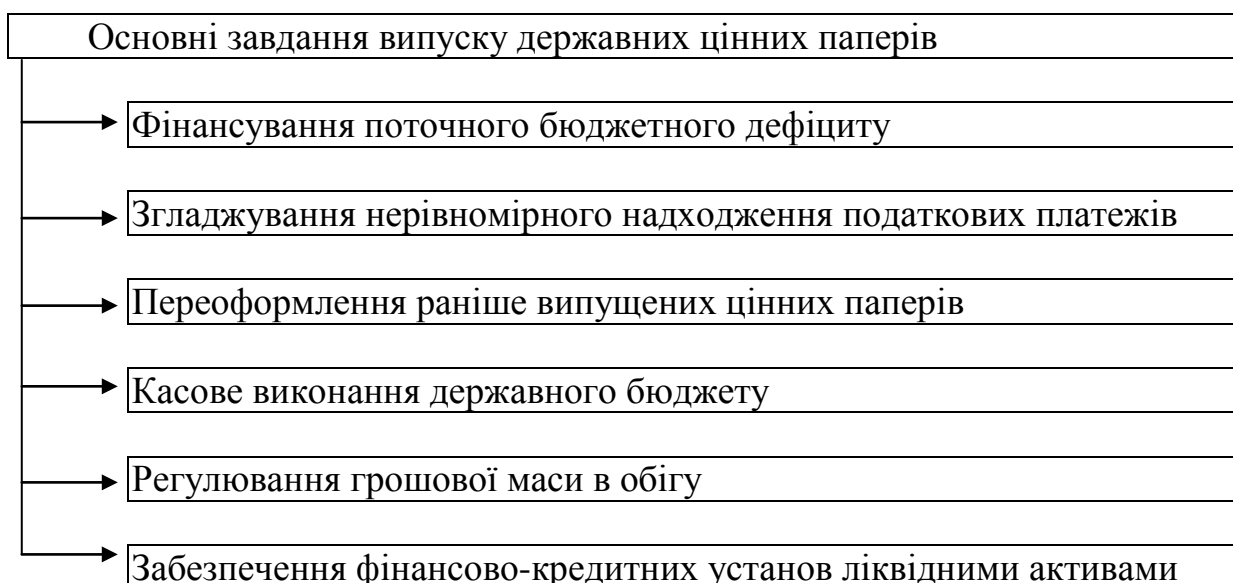 Основні завдання випуску державних цінних паперів
Фінансування поточного бюджетного дефіциту
Згладжування нерівномірного надходження податкових платежів
Переоформлення раніше випущених цінних паперів
Касове виконання державного бюджету
Регулювання грошової маси в обігу
Забезпечення фінансово-кредитних установ ліквідними активами